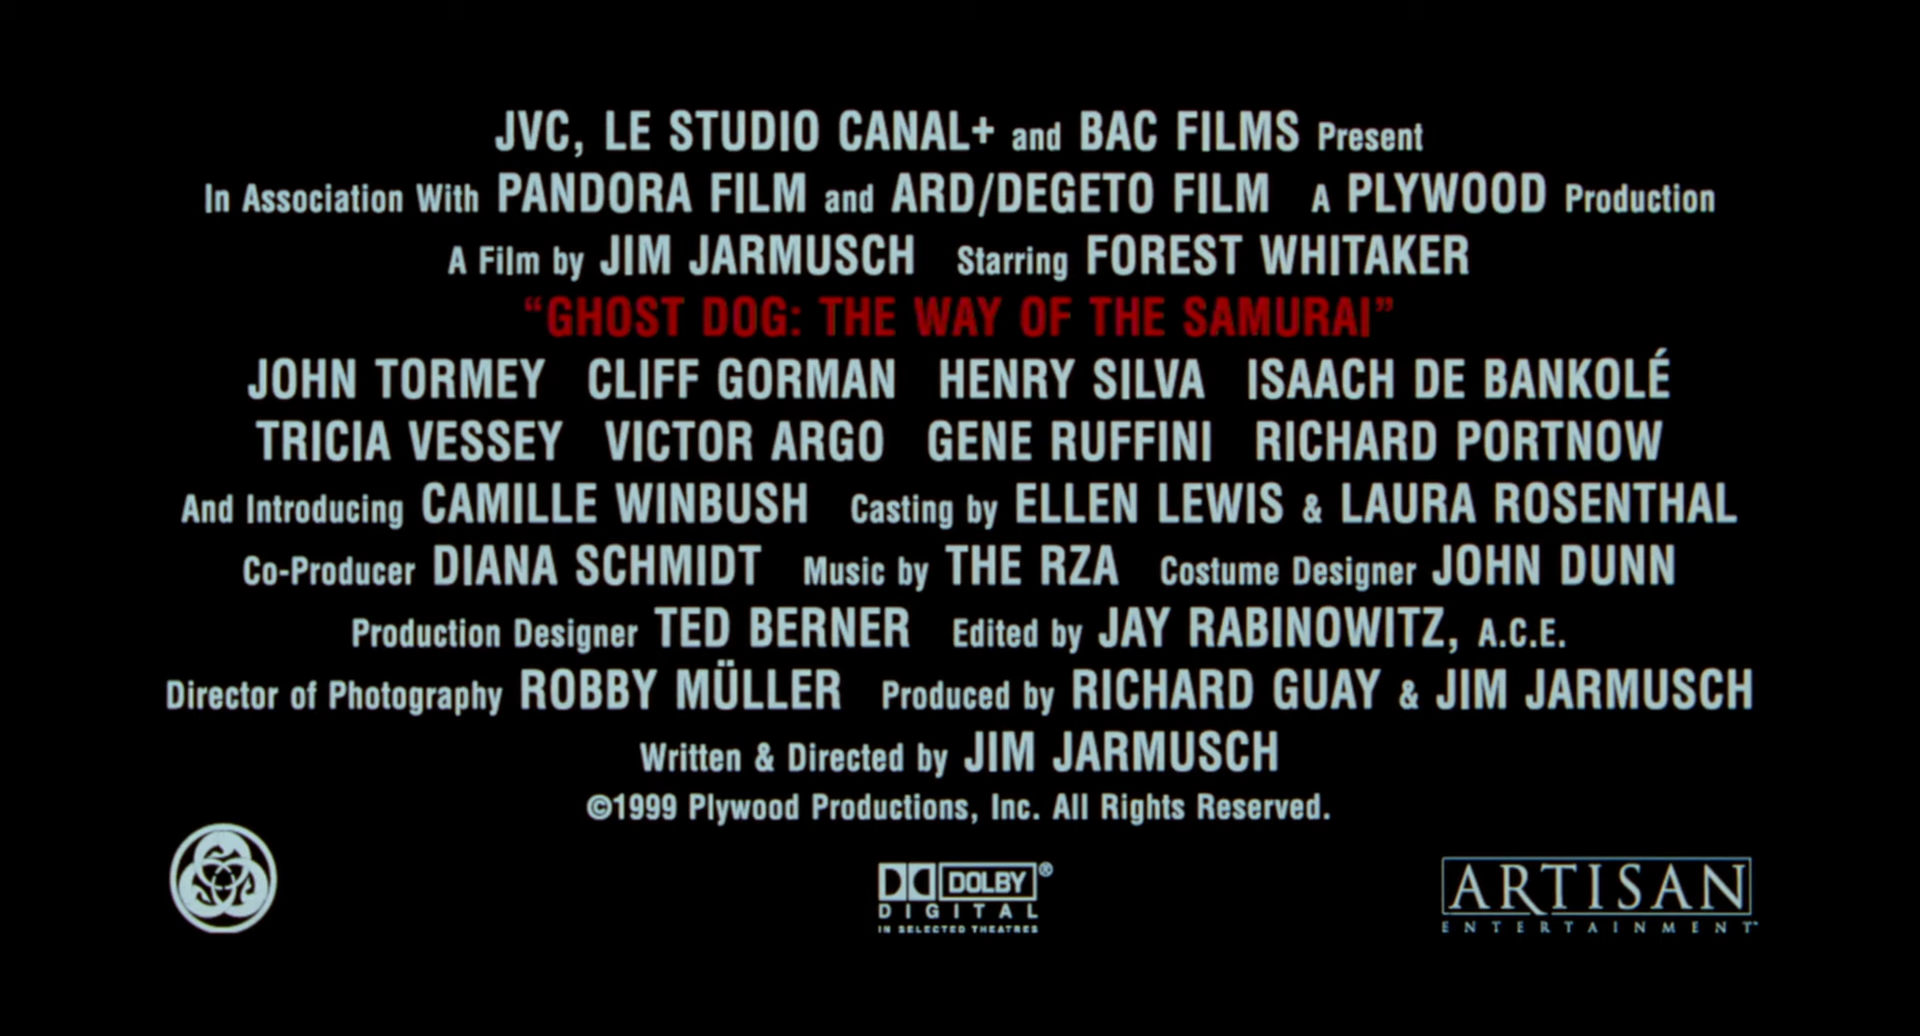 JVC, LE STUDIO CANAL+ and BAC FILMS Present
In Association With PANDORA FILM and ARD/DEGETO FILM A PLYWOOD Production
A Film by JIM JARMUSCH Starring FOREST WHITAKER
“GHOST DOG: THE WAY OF THE SAMURAI”
JOHN TORMEY CLIFF GORMAN HENRY SILVA ISAACH DE BANKOLÉ
TRICIA VESSEY VICTOR ARGO GENE RUFFINI RICHARD PORTNOW
And Introducing CAMILLE WINBUSH Casting by ELLEN LEWIS & LAURA ROSENTHAL
Co-Producer DIANA SCHMIDT Music by THE RZA Costume Designer JOHN DUNN
Production Designer TED BERNER Edited by JAY RABINOWITZ, A.C.E.
Director of Photography ROBBY MÜLLER Produced by RICHARD GUAY & JIM JARMUSCH
Written & Directed by JIM JARMUSCH
©1999 Plywood Productions, Inc. All Rights Reserved.
DOLBY®
DIGITAL
IN SELECTED THEATRES
ARTISAN
ENTERTAINMENT